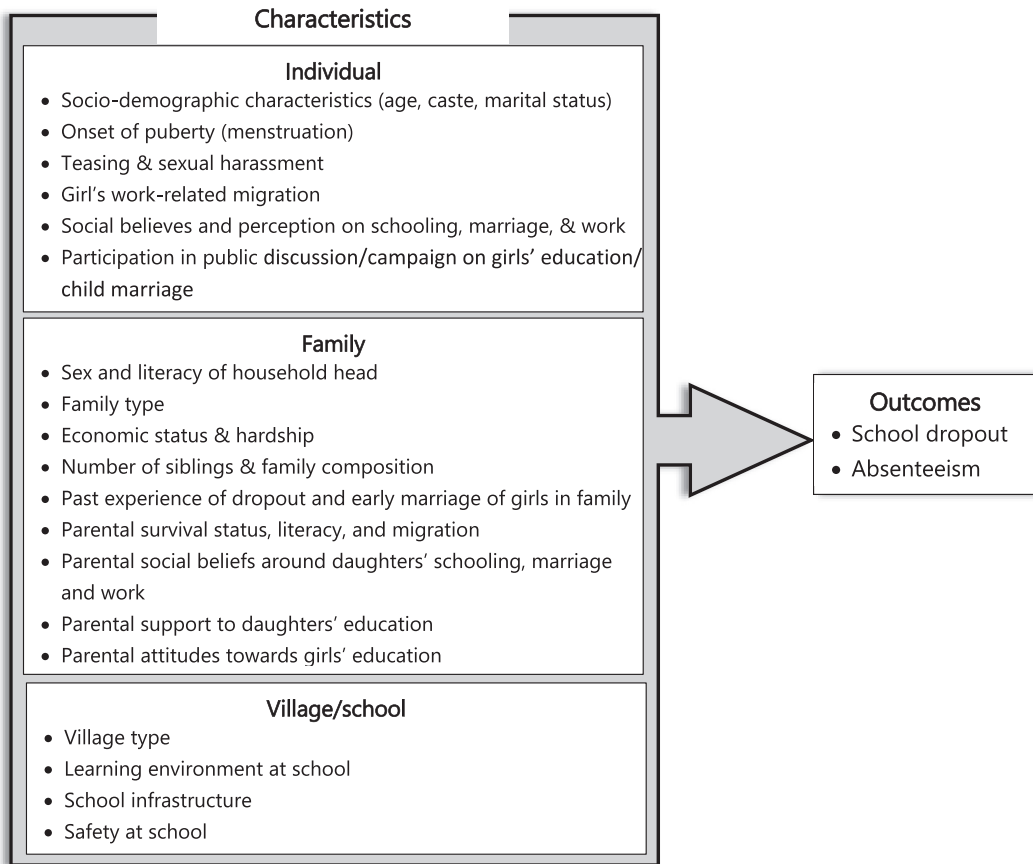 Characteristics
Individual
• Socio-demographic characteristics (age, caste, marital status)
• Onset of puberty (menstruation)
• Teasing & sexual harassment
• Girl's work-related migration
• Social believes and perception on schooling, marriage, & work
• Participation in public discussion/campaign on girls' education/
child marriage
Family
• Sex and literacy of household head
• Family type
• Economic status & hardship
• Number of siblings & family composition
• Past experience of dropout and early marriage of girls in family
• Parental survival status, literacy, and migration
• Parental social beliefs around daughters' schooling, marriage
and work
• Parental support to daughters' education
• Parental attitudes towards girls' education
Village/school
• Village type
• Learning environment at school
• School infrastructure
• Safety at school
Outcomes
• School dropout
• Absenteeism